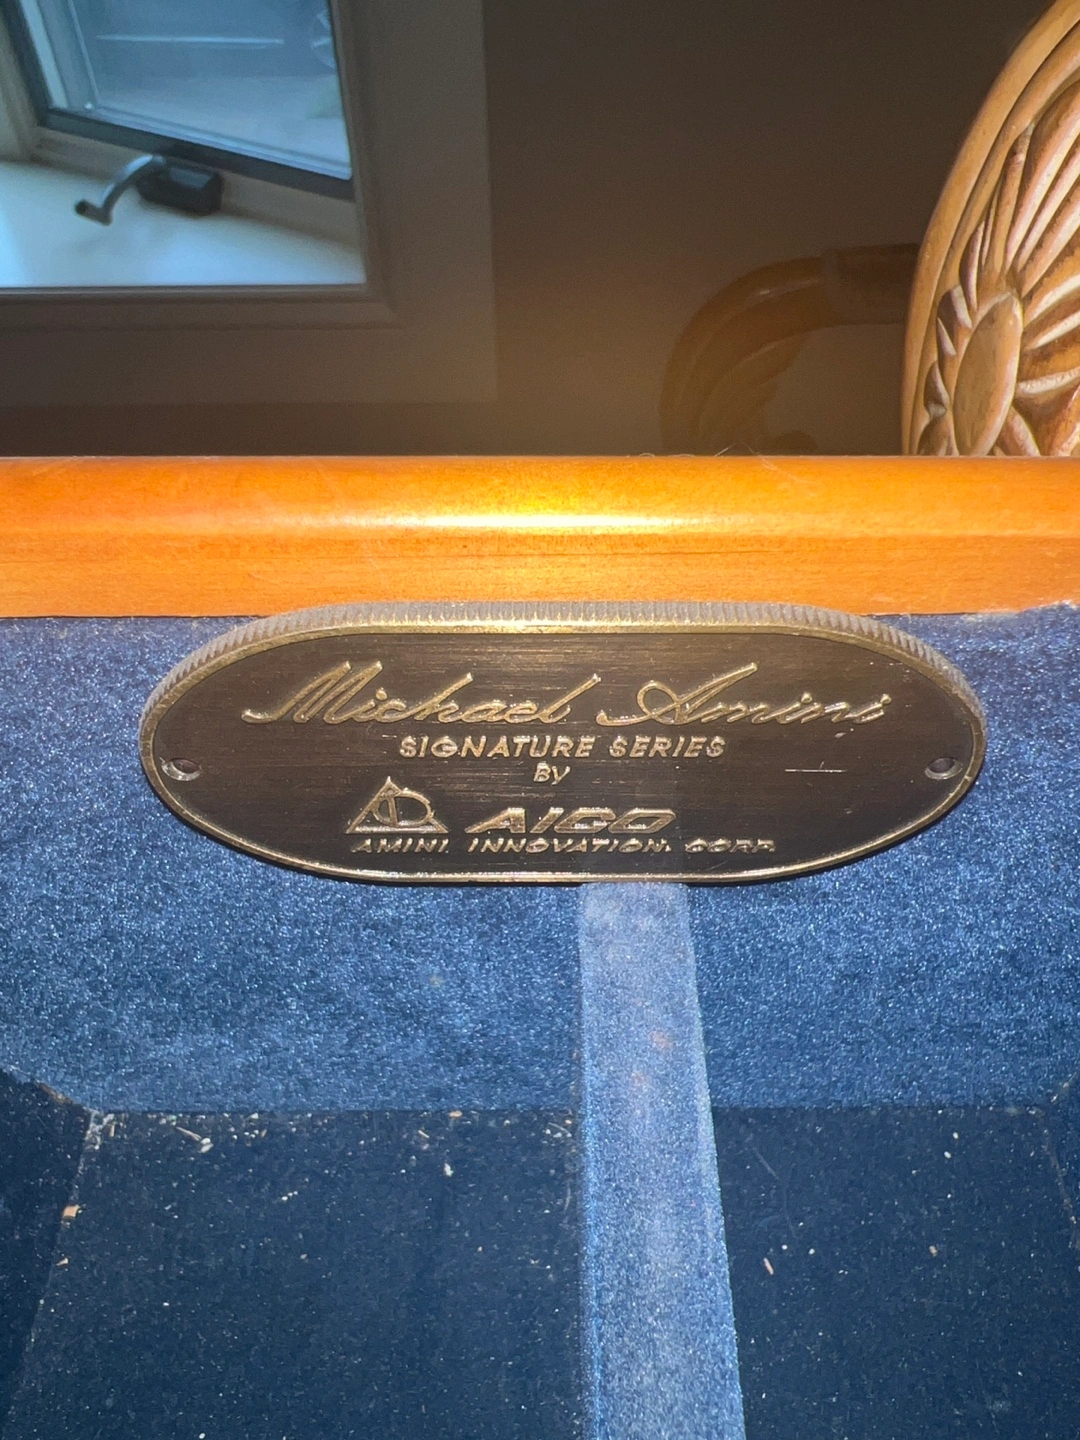 Michael Amini
SIGNATURE SERIES
BY
AICO
AMINI INNOVATION CORP.